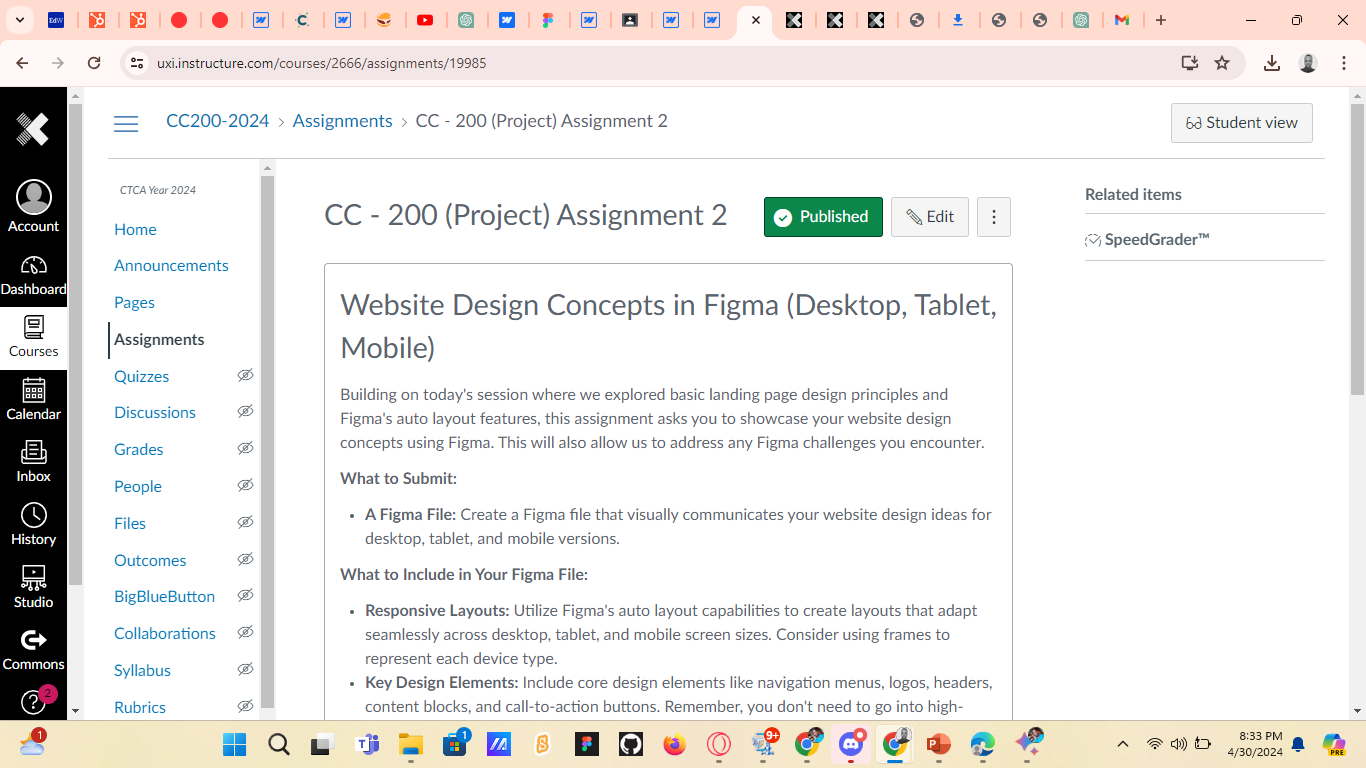 EdW
uxi.instructure.com/courses/2666/assignments/19985
CC200-2024 › Assignments › CC - 200 (Project) Assignment 2
Student view
Account
Dashboard
Courses
Calendar
Inbox
History
Studio
Commons
2
CTCA Year 2024
Home
Announcements
Pages
Assignments
Quizzes
Discussions
Grades
People
Files
Outcomes
BigBlueButton
Collaborations
Syllabus
Rubrics
CC - 200 (Project) Assignment 2
Published
Edit
Website Design Concepts in Figma (Desktop, Tablet,
Mobile)
Building on today's session where we explored basic landing page design principles and
Figma's auto layout features, this assignment asks you to showcase your website design
concepts using Figma. This will also allow us to address any Figma challenges you encounter.
What to Submit:
• A Figma File: Create a Figma file that visually communicates your website design ideas for
desktop, tablet, and mobile versions.
What to Include in Your Figma File:
• Responsive Layouts: Utilize Figma's auto layout capabilities to create layouts that adapt
seamlessly across desktop, tablet, and mobile screen sizes. Consider using frames to
represent each device type.
• Key Design Elements: Include core design elements like navigation menus, logos, headers,
content blocks, and call-to-action buttons. Remember, you don't need to go into high-
Related items
SpeedGrader™
1
1
9+
8:33 PM
4/30/2024
PRE